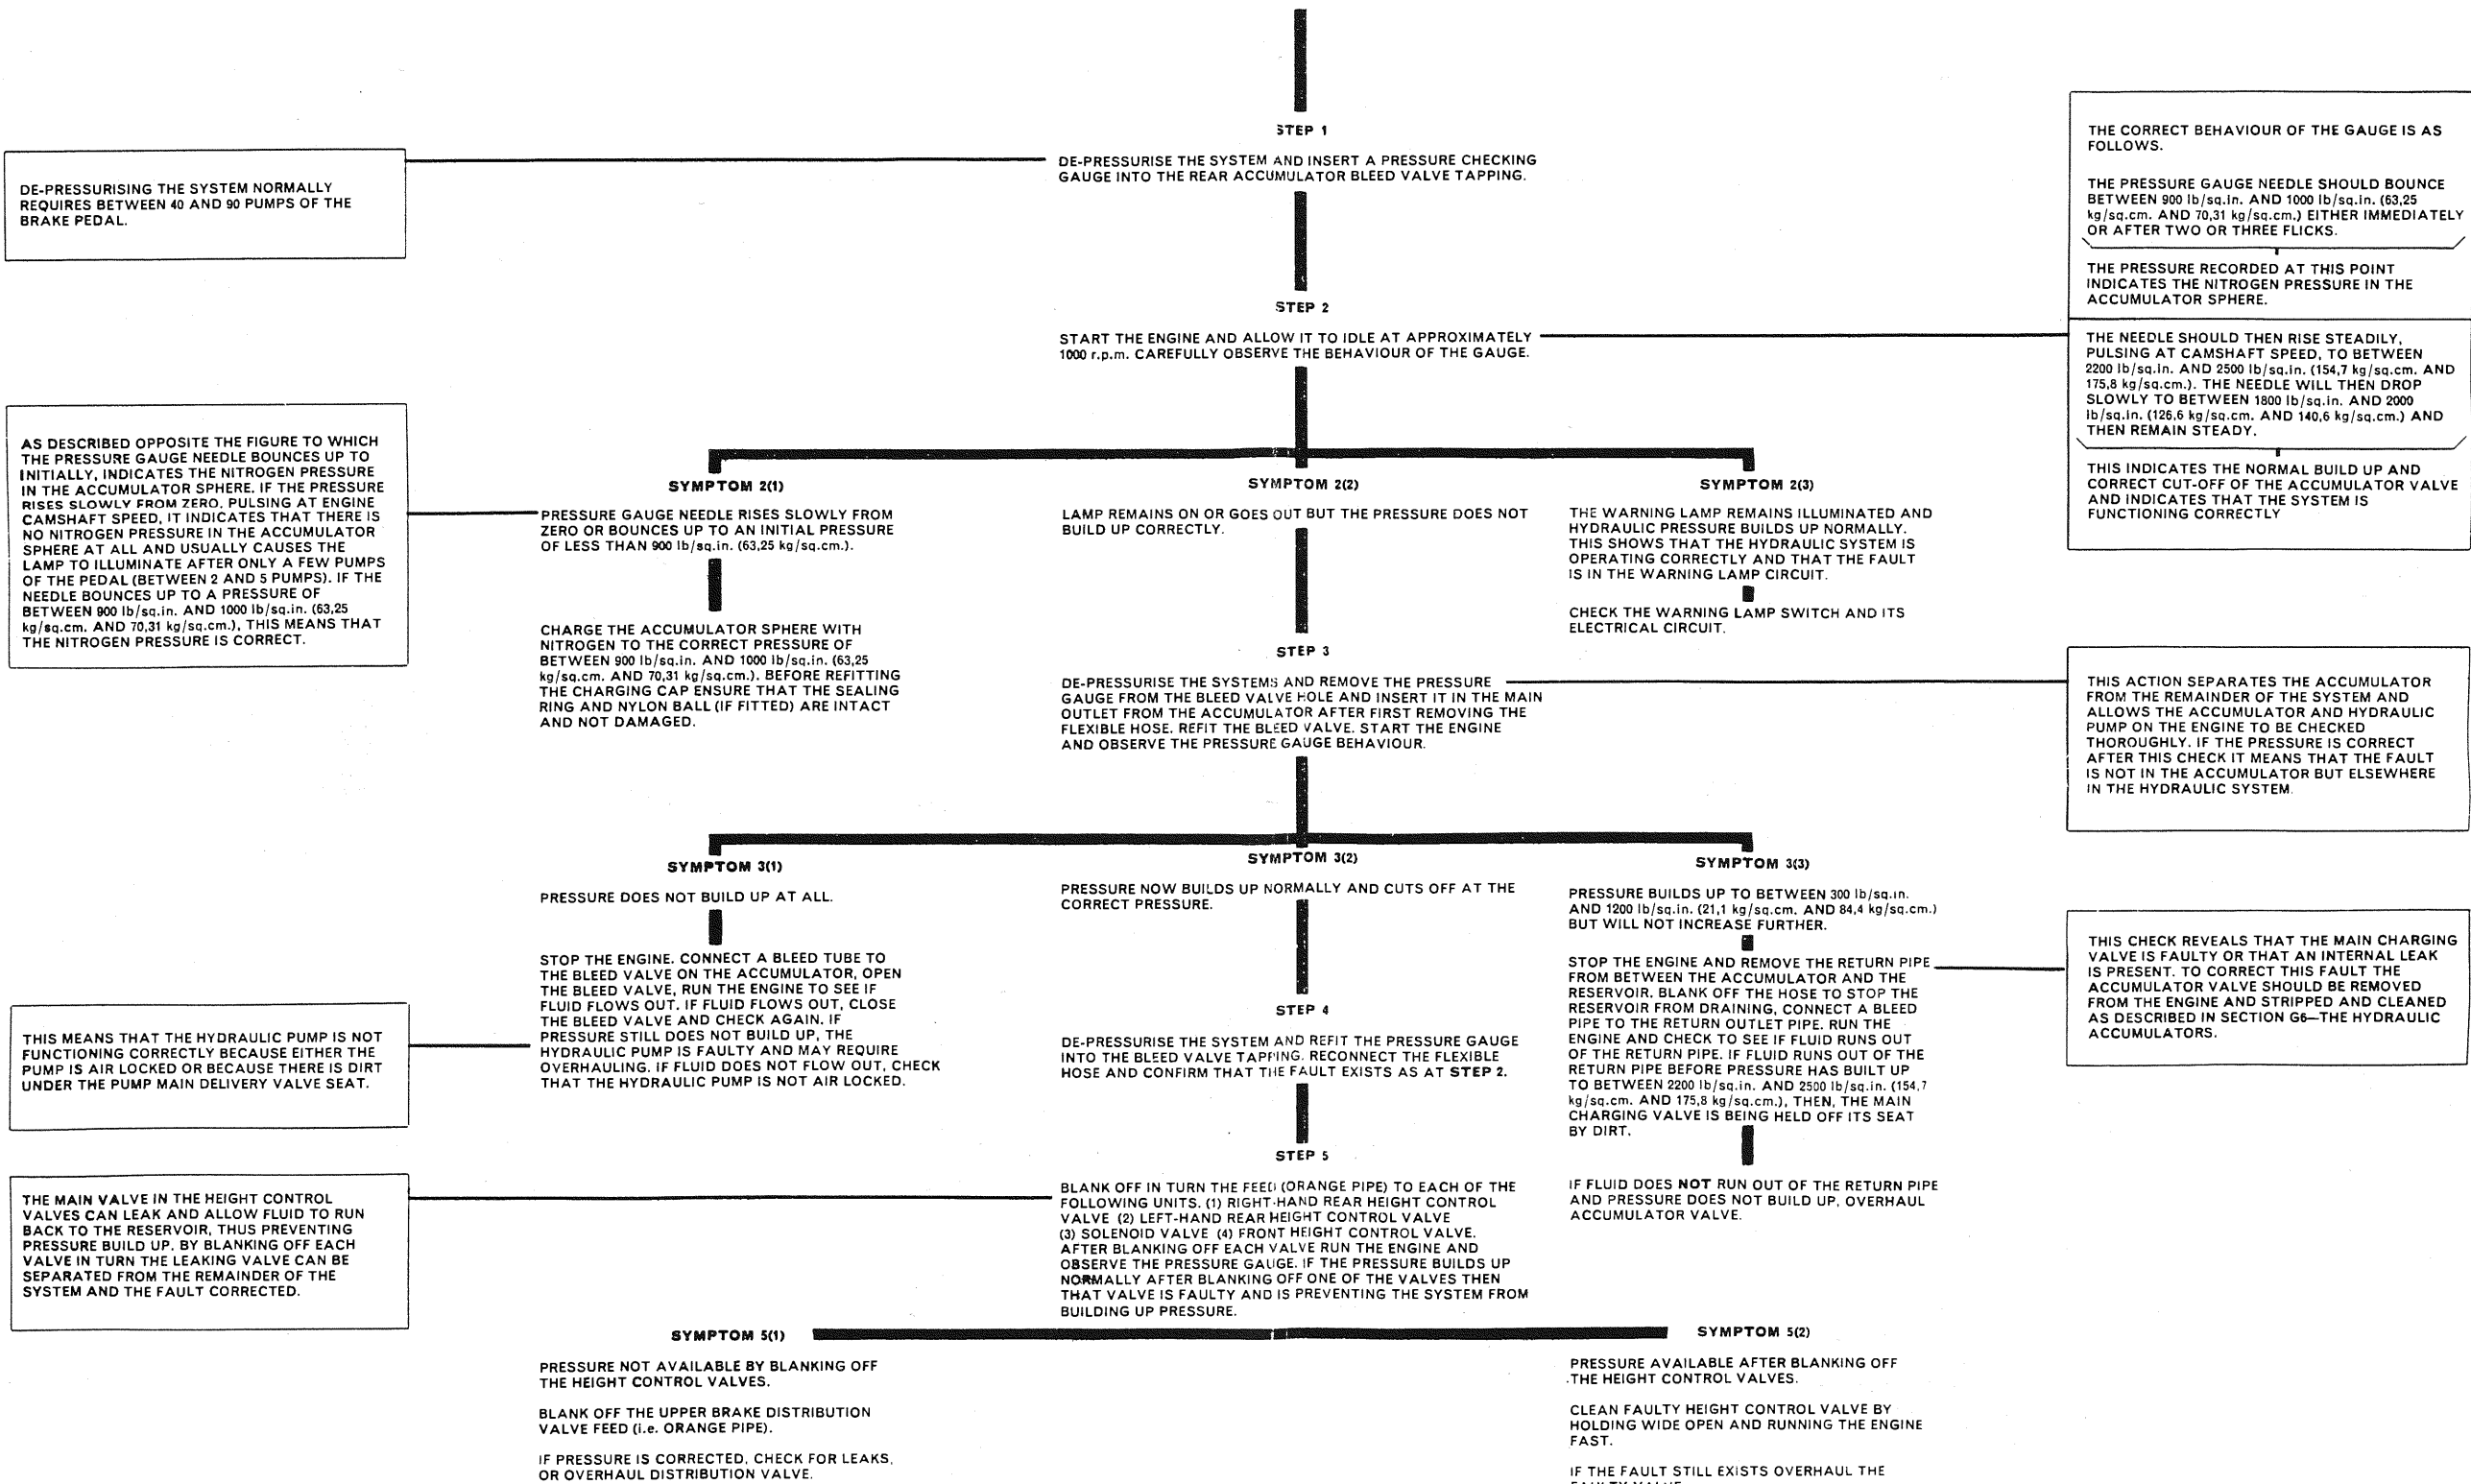 STEP 1
DE-PRESSURISE THE SYSTEM AND INSERT A PRESSURE CHECKING
GAUGE INTO THE REAR ACCUMULATOR BLEED VALVE TAPPING.
DE-PRESSURISING THE SYSTEM NORMALLY
REQUIRES BETWEEN 40 AND 90 PUMPS OF THE
BRAKE PEDAL.
STEP 2
START THE ENGINE AND ALLOW IT TO IDLE AT APPROXIMATELY
1000 r.p.m. CAREFULLY OBSERVE THE BEHAVIOUR OF THE GAUGE.
THE CORRECT BEHAVIOUR OF THE GAUGE IS AS
FOLLOWS.
THE PRESSURE GAUGE NEEDLE SHOULD BOUNCE
BETWEEN 900 lb/sq.in. AND 1000 lb/sq.in. (63,25
kg/sq.cm. AND 70,31 kg/sq.cm.) EITHER IMMEDIATELY
OR AFTER TWO OR THREE FLICKS.
THE PRESSURE RECORDED AT THIS POINT
INDICATES THE NITROGEN PRESSURE IN THE
ACCUMULATOR SPHERE.
THE NEEDLE SHOULD THEN RISE STEADILY,
PULSING AT CAMSHAFT SPEED, TO BETWEEN
2200 lb/sq.in. AND 2500 lb/sq.in. (154,7 kg/sq.cm. AND
175,8 kg/sq.cm.). THE NEEDLE WILL THEN DROP
SLOWLY TO BETWEEN 1800 lb/sq.in. AND 2000
lb/sq.in. (126,6 kg/sq.cm. AND 140,6 kg/sq.cm.) AND
THEN REMAIN STEADY.
THIS INDICATES THE NORMAL BUILD UP AND
CORRECT CUT-OFF OF THE ACCUMULATOR VALVE
AND INDICATES THAT THE SYSTEM IS
FUNCTIONING CORRECTLY
AS DESCRIBED OPPOSITE THE FIGURE TO WHICH
THE PRESSURE GAUGE NEEDLE BOUNCES UP TO
INITIALLY, INDICATES THE NITROGEN PRESSURE
IN THE ACCUMULATOR SPHERE. IF THE PRESSURE
RISES SLOWLY FROM ZERO, PULSING AT ENGINE
CAMSHAFT SPEED, IT INDICATES THAT THERE IS
NO NITROGEN PRESSURE IN THE ACCUMULATOR
SPHERE AT ALL AND USUALLY CAUSES THE
LAMP TO ILLUMINATE AFTER ONLY A FEW PUMPS
OF THE PEDAL (BETWEEN 2 AND 5 PUMPS). IF THE
NEEDLE BOUNCES UP TO A PRESSURE OF
BETWEEN 900 lb/sq.in. AND 1000 lb/sq.in. (63,25
kg/sq.cm. AND 70,31 kg/sq.cm.), THIS MEANS THAT
THE NITROGEN PRESSURE IS CORRECT.
SYMPTOM 2(1)
PRESSURE GAUGE NEEDLE RISES SLOWLY FROM
ZERO OR BOUNCES UP TO AN INITIAL PRESSURE
OF LESS THAN 900 lb/sq.in. (63,25 kg/sq.cm.).
CHARGE THE ACCUMULATOR SPHERE WITH
NITROGEN TO THE CORRECT PRESSURE OF
BETWEEN 900 lb/sq.in. AND 1000 lb/sq.in. (63,25
kg/sq.cm. AND 70,31 kg/sq.cm.). BEFORE REFITTING
THE CHARGING CAP ENSURE THAT THE SEALING
RING AND NYLON BALL (IF FITTED) ARE INTACT
AND NOT DAMAGED.
SYMPTOM 2(2)
LAMP REMAINS ON OR GOES OUT BUT THE PRESSURE DOES NOT
BUILD UP CORRECTLY.
SYMPTOM 2(3)
THE WARNING LAMP REMAINS ILLUMINATED AND
HYDRAULIC PRESSURE BUILDS UP NORMALLY.
THIS SHOWS THAT THE HYDRAULIC SYSTEM IS
OPERATING CORRECTLY AND THAT THE FAULT
IS IN THE WARNING LAMP CIRCUIT.
CHECK THE WARNING LAMP SWITCH AND ITS
ELECTRICAL CIRCUIT.
STEP 3
DE-PRESSURISE THE SYSTEMS AND REMOVE THE PRESSURE
GAUGE FROM THE BLEED VALVE HOLE AND INSERT IT IN THE MAIN
OUTLET FROM THE ACCUMULATOR AFTER FIRST REMOVING THE
FLEXIBLE HOSE. REFIT THE BLEED VALVE. START THE ENGINE
AND OBSERVE THE PRESSURE GAUGE BEHAVIOUR.
THIS ACTION SEPARATES THE ACCUMULATOR
FROM THE REMAINDER OF THE SYSTEM AND
ALLOWS THE ACCUMULATOR AND HYDRAULIC
PUMP ON THE ENGINE TO BE CHECKED
THOROUGHLY. IF THE PRESSURE IS CORRECT
AFTER THIS CHECK IT MEANS THAT THE FAULT
IS NOT IN THE ACCUMULATOR BUT ELSEWHERE
IN THE HYDRAULIC SYSTEM.
SYMPTOM 3(1)
PRESSURE DOES NOT BUILD UP AT ALL.
STOP THE ENGINE. CONNECT A BLEED TUBE TO
THE BLEED VALVE ON THE ACCUMULATOR, OPEN
THE BLEED VALVE, RUN THE ENGINE TO SEE IF
FLUID FLOWS OUT. IF FLUID FLOWS OUT, CLOSE
THE BLEED VALVE AND CHECK AGAIN. IF
PRESSURE STILL DOES NOT BUILD UP, THE
HYDRAULIC PUMP IS FAULTY AND MAY REQUIRE
OVERHAULING. IF FLUID DOES NOT FLOW OUT, CHECK
THAT THE HYDRAULIC PUMP IS NOT AIR LOCKED.
THIS MEANS THAT THE HYDRAULIC PUMP IS NOT
FUNCTIONING CORRECTLY BECAUSE EITHER THE
PUMP IS AIR LOCKED OR BECAUSE THERE IS DIRT
UNDER THE PUMP MAIN DELIVERY VALVE SEAT.
SYMPTOM 3(2)
PRESSURE NOW BUILDS UP NORMALLY AND CUTS OFF AT THE
CORRECT PRESSURE.
SYMPTOM 3(3)
PRESSURE BUILDS UP TO BETWEEN 300 lb/sq.in.
AND 1200 lb/sq.in. (21,1 kg/sq.cm. AND 84,4 kg/sq.cm.)
BUT WILL NOT INCREASE FURTHER.
STOP THE ENGINE AND REMOVE THE RETURN PIPE
FROM BETWEEN THE ACCUMULATOR AND THE
RESERVOIR. BLANK OFF THE HOSE TO STOP THE
RESERVOIR FROM DRAINING, CONNECT A BLEED
PIPE TO THE RETURN OUTLET PIPE. RUN THE
ENGINE AND CHECK TO SEE IF FLUID RUNS OUT
OF THE RETURN PIPE. IF FLUID RUNS OUT OF THE
RETURN PIPE BEFORE PRESSURE HAS BUILT UP
TO BETWEEN 2200 lb/sq.in. AND 2500 lb/sq.in. (154,7
kg/sq.cm. AND 175,8 kg/sq.cm.), THEN, THE MAIN
CHARGING VALVE IS BEING HELD OFF ITS SEAT
BY DIRT.
IF FLUID DOES NOT RUN OUT OF THE RETURN PIPE
AND PRESSURE DOES NOT BUILD UP, OVERHAUL
ACCUMULATOR VALVE.
THIS CHECK REVEALS THAT THE MAIN CHARGING
VALVE IS FAULTY OR THAT AN INTERNAL LEAK
IS PRESENT. TO CORRECT THIS FAULT THE
ACCUMULATOR VALVE SHOULD BE REMOVED
FROM THE ENGINE AND STRIPPED AND CLEANED
AS DESCRIBED IN SECTION G6—THE HYDRAULIC
ACCUMULATORS.
STEP 4
DE-PRESSURISE THE SYSTEM AND REFIT THE PRESSURE GAUGE
INTO THE BLEED VALVE TAPPING. RECONNECT THE FLEXIBLE
HOSE AND CONFIRM THAT THE FAULT EXISTS AS AT STEP 2.
STEP 5
BLANK OFF IN TURN THE FEED (ORANGE PIPE) TO EACH OF THE
FOLLOWING UNITS. (1) RIGHT-HAND REAR HEIGHT CONTROL
VALVE (2) LEFT-HAND REAR HEIGHT CONTROL VALVE
(3) SOLENOID VALVE (4) FRONT HEIGHT CONTROL VALVE.
AFTER BLANKING OFF EACH VALVE RUN THE ENGINE AND
OBSERVE THE PRESSURE GAUGE. IF THE PRESSURE BUILDS UP
NORMALLY AFTER BLANKING OFF ONE OF THE VALVES THEN
THAT VALVE IS FAULTY AND IS PREVENTING THE SYSTEM FROM
BUILDING UP PRESSURE.
THE MAIN VALVE IN THE HEIGHT CONTROL
VALVES CAN LEAK AND ALLOW FLUID TO RUN
BACK TO THE RESERVOIR, THUS PREVENTING
PRESSURE BUILD UP. BY BLANKING OFF EACH
VALVE IN TURN THE LEAKING VALVE CAN BE
SEPARATED FROM THE REMAINDER OF THE
SYSTEM AND THE FAULT CORRECTED.
SYMPTOM 5(1)
PRESSURE NOT AVAILABLE BY BLANKING OFF
THE HEIGHT CONTROL VALVES.
BLANK OFF THE UPPER BRAKE DISTRIBUTION
VALVE FEED (i.e. ORANGE PIPE).
IF PRESSURE IS CORRECTED, CHECK FOR LEAKS,
OR OVERHAUL DISTRIBUTION VALVE.
SYMPTOM 5(2)
PRESSURE AVAILABLE AFTER BLANKING OFF
THE HEIGHT CONTROL VALVES.
CLEAN FAULTY HEIGHT CONTROL VALVE BY
HOLDING WIDE OPEN AND RUNNING THE ENGINE
FAST.
IF THE FAULT STILL EXISTS OVERHAUL THE